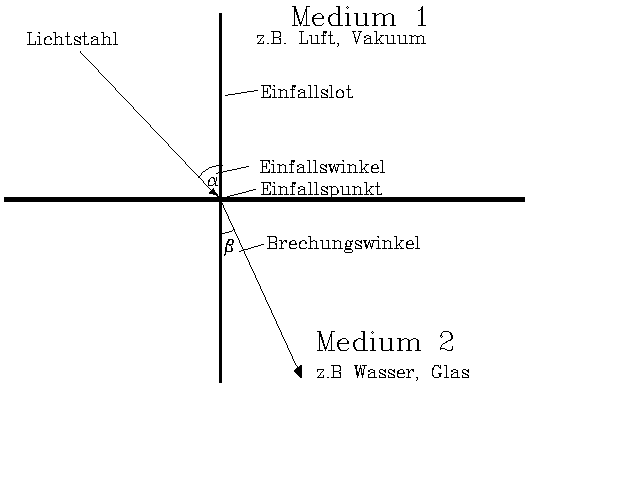 Medium 1
z.B. Luft, Vakuum
Lichtstahl
Einfallslot
Einfallswinkel
α
Einfallspunkt
β
Brechungswinkel
Medium 2
z.B Wasser, Glas